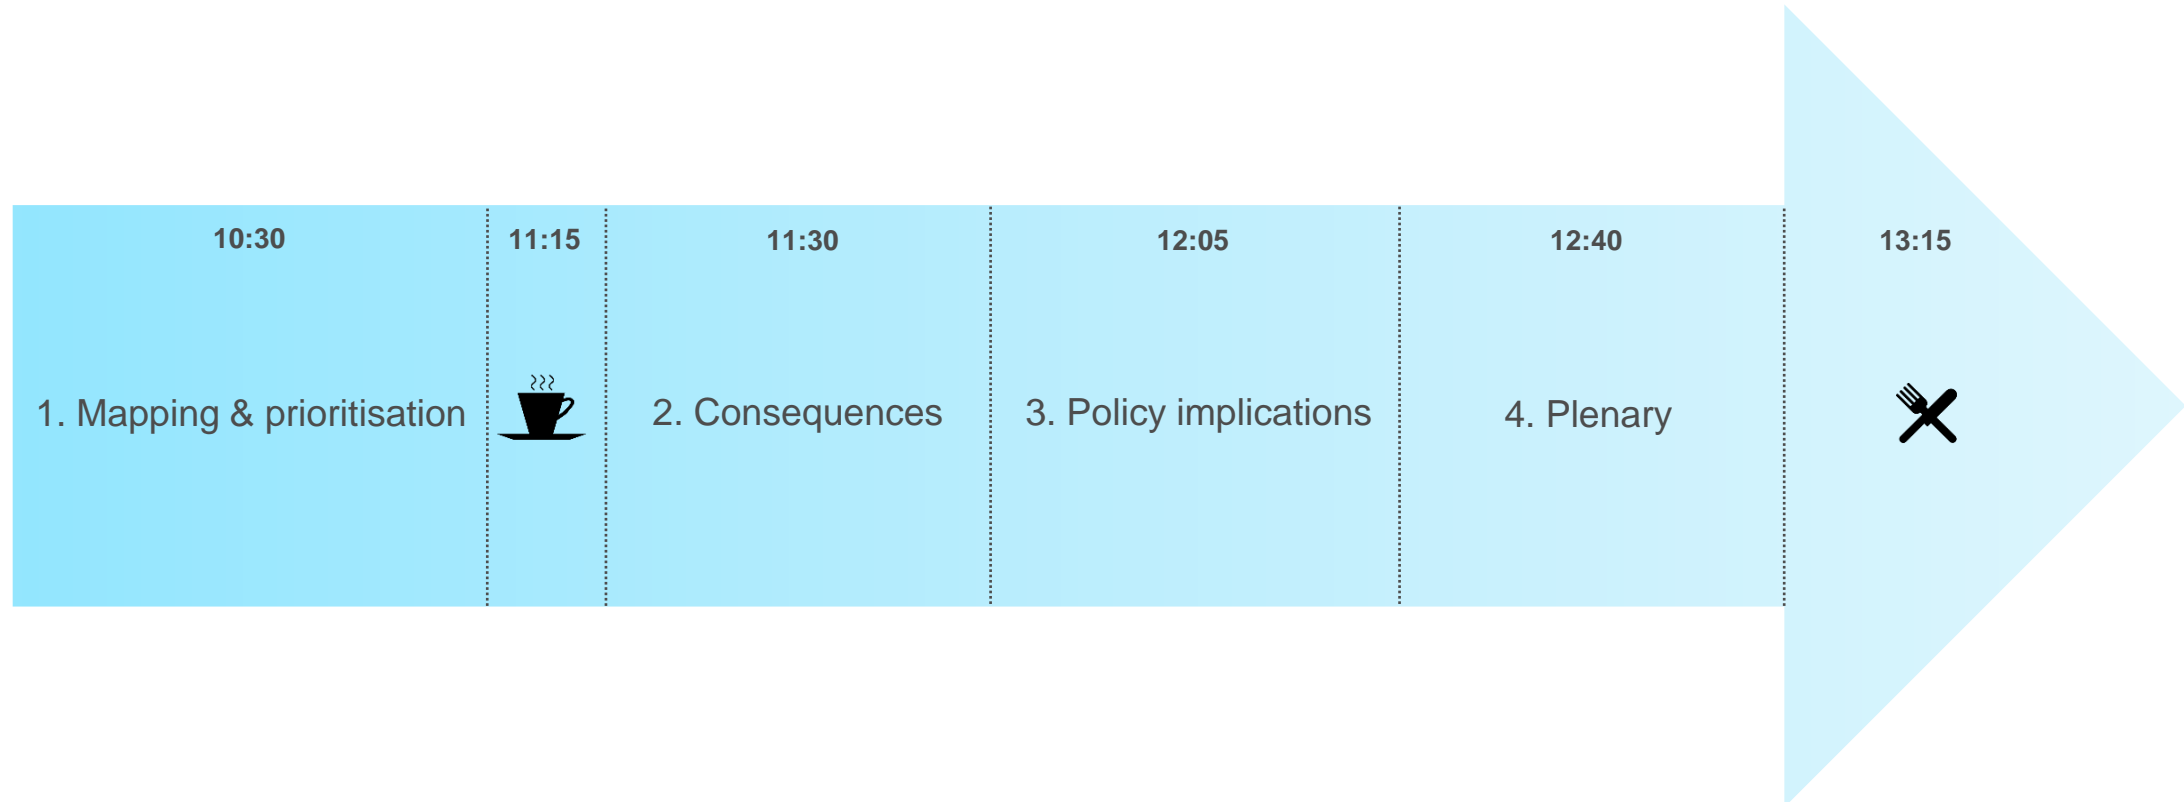 10:30
11:15
11:30
12:05
12:40
13:15
1. Mapping & prioritisation
2. Consequences
3. Policy implications
4. Plenary